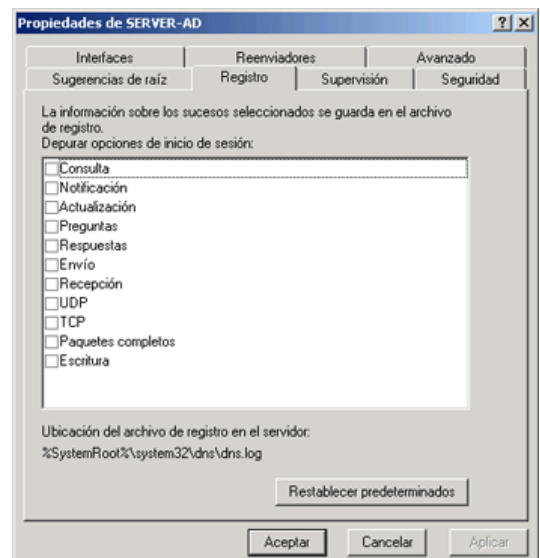 Propiedades de SERVER-AD
Interfaces Reenviadores Avanzado
Sugerencias de raíz Registro Supervisión Seguridad
La información sobre los sucesos seleccionados se guarda en el archivo
de registro.
Depurar opciones de inicio de sesión:
Consulta
Notificación
Actualización
Preguntas
Respuestas
Envío
Recepción
UDP
TCP
Paquetes completos
Escritura
Ubicación del archivo de registro en el servidor:
%SystemRoot%\system32\dns\dns.log
Restablecer predeterminados
Aceptar Cancelar Aplicar